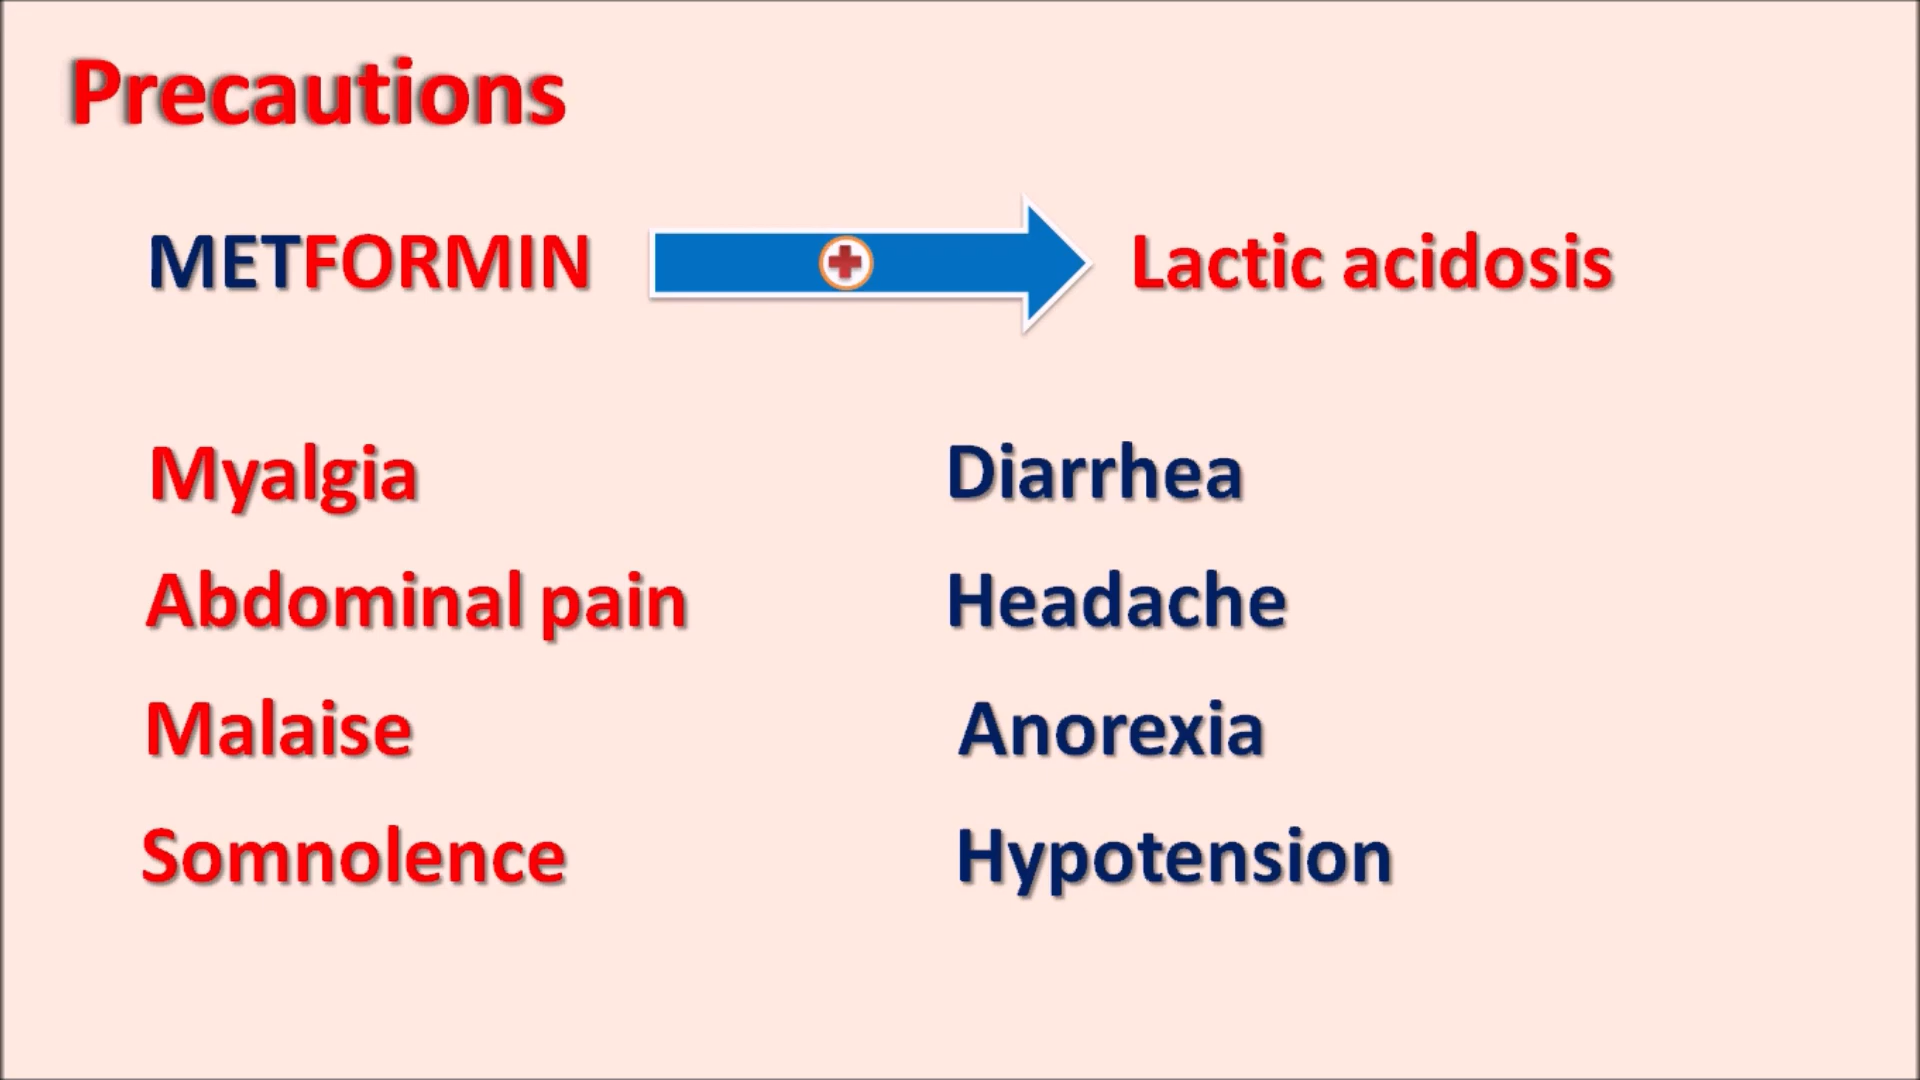 Precautions
METFORMIN Lactic acidosis
Myalgia Diarrhea
Abdominal pain Headache
Malaise Anorexia
Somnolence Hypotension